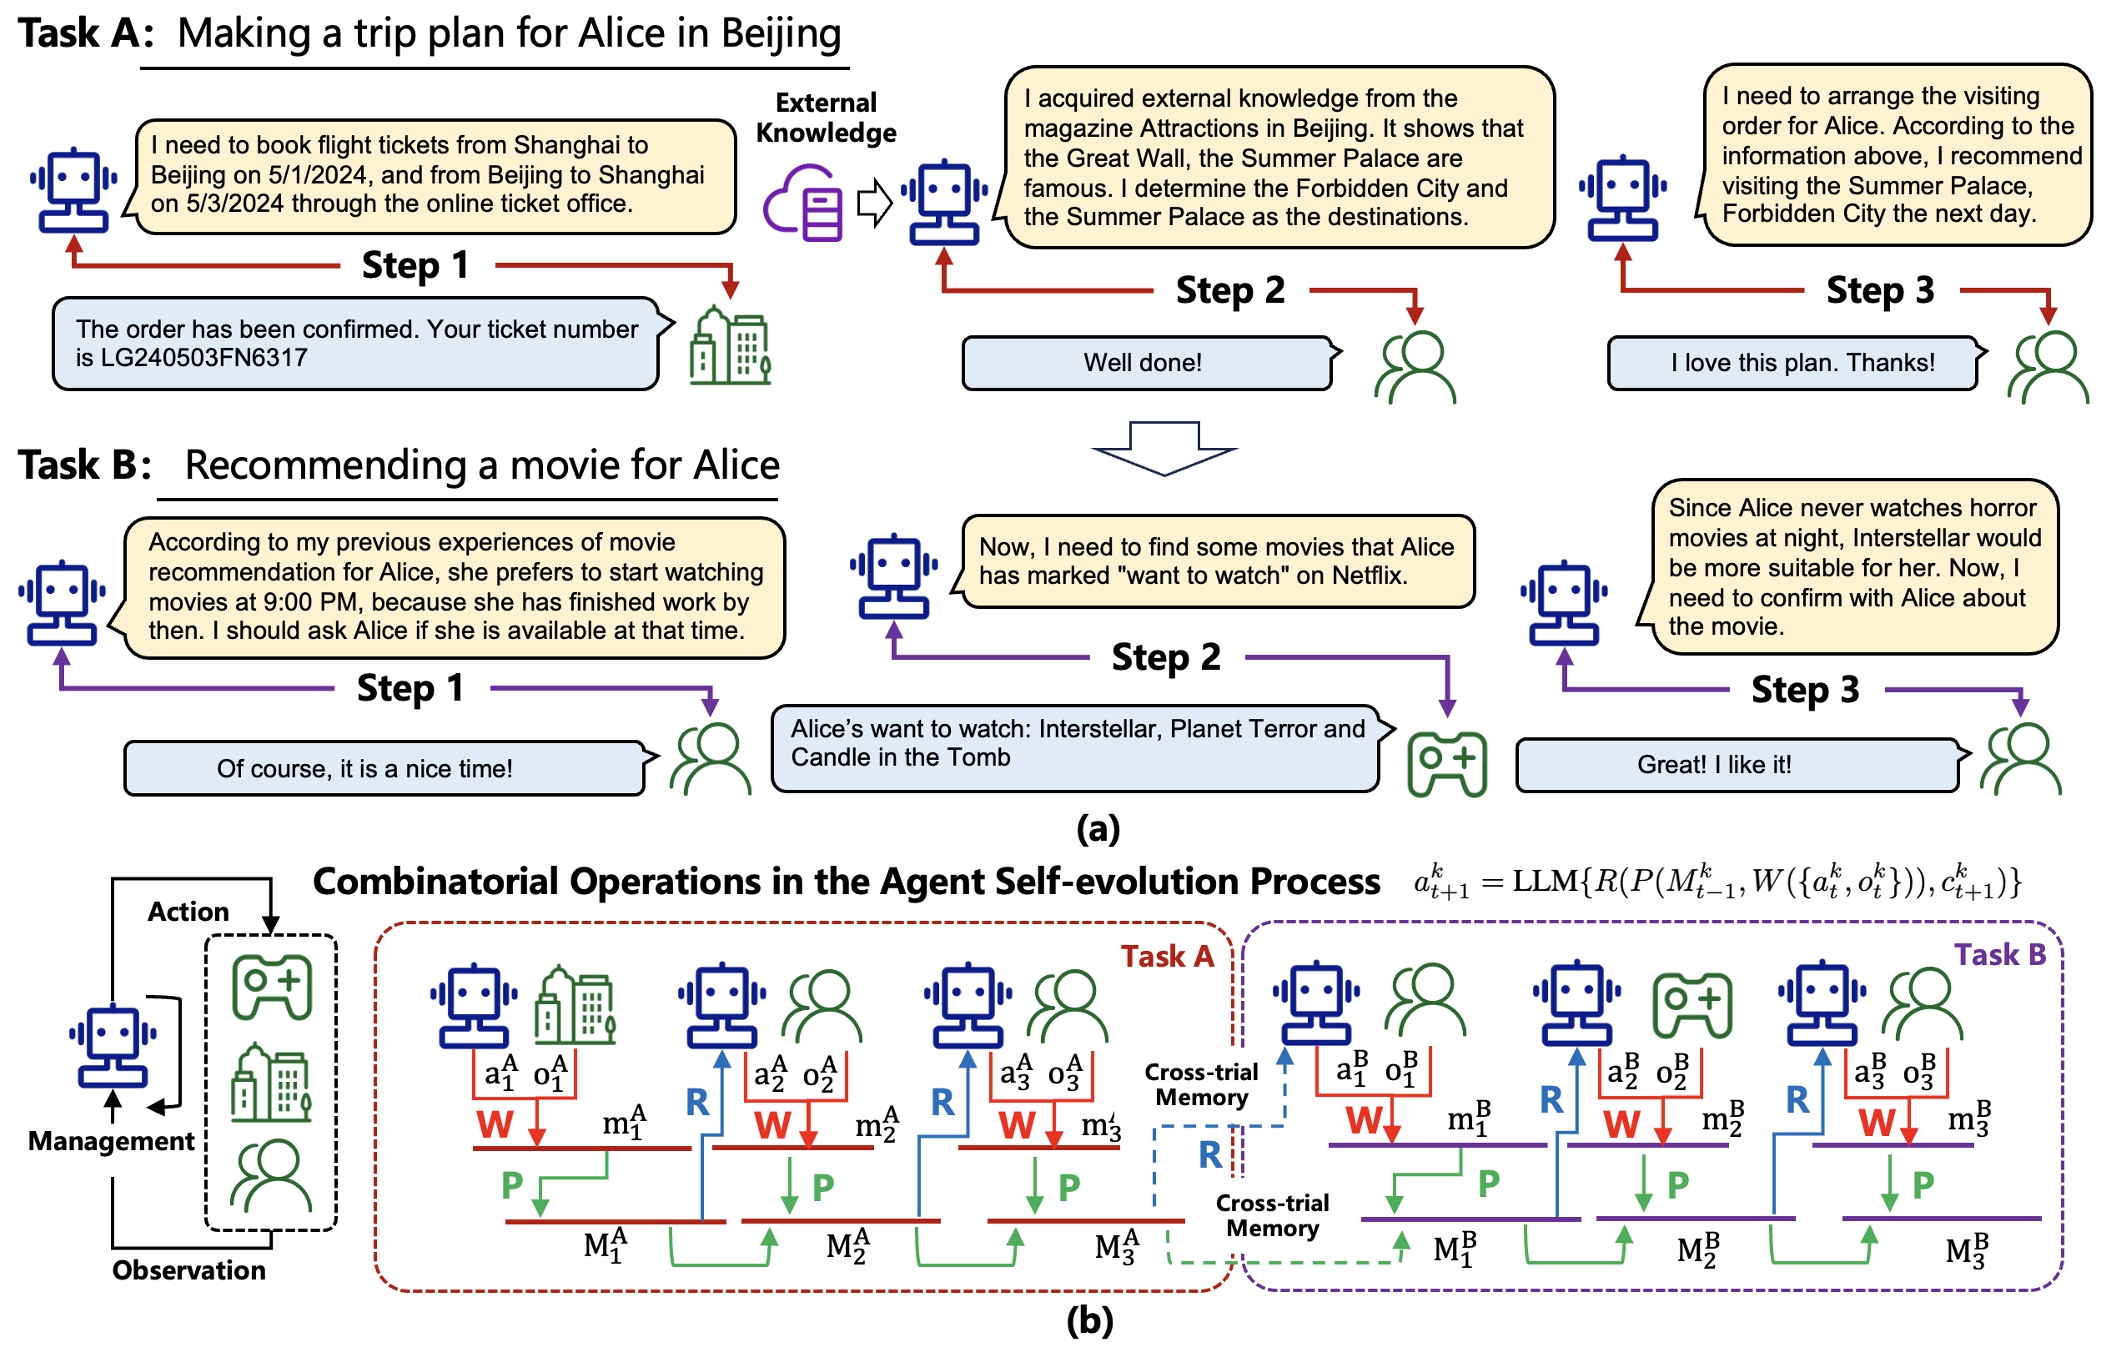 Task A: Making a trip plan for Alice in Beijing
I need to book flight tickets from Shanghai to
Beijing on 5/1/2024, and from Beijing to Shanghai
on 5/3/2024 through the online ticket office.
Step 1
The order has been confirmed. Your ticket number
is LG240503FN6317
External
Knowledge
I acquired external knowledge from the
magazine Attractions in Beijing. It shows that
the Great Wall, the Summer Palace are
famous. I determine the Forbidden City and
the Summer Palace as the destinations.
Step 2
Well done!
I need to arrange the visiting
order for Alice. According to the
information above, I recommend
visiting the Summer Palace,
Forbidden City the next day.
Step 3
I love this plan. Thanks!
Task B: Recommending a movie for Alice
According to my previous experiences of movie
recommendation for Alice, she prefers to start watching
movies at 9:00 PM, because she has finished work by
then. I should ask Alice if she is available at that time.
Step 1
Of course, it is a nice time!
Now, I need to find some movies that Alice
has marked "want to watch" on Netflix.
Step 2
Alice’s want to watch: Interstellar, Planet Terror and
Candle in the Tomb
Since Alice never watches horror
movies at night, Interstellar would
be more suitable for her. Now, I
need to confirm with Alice about
the movie.
Step 3
Great! I like it!
(a)
Combinatorial Operations in the Agent Self-evolution Process
$a_{t+1}^k = \text{LLM}\{R(P(M_{t-1}^k, W(\{a_t^k, o_t^k\})), c_{t+1}^k)\}$
Action
Management
Observation
Task A
$a_1^A$ $o_1^A$
W
$m_1^A$
P
$M_1^A$
R
$a_2^A$ $o_2^A$
W
$m_2^A$
P
$M_2^A$
R
$a_3^A$ $o_3^A$
W
$m_3^A$
P
$M_3^A$
Cross-trial
Memory
R
Cross-trial
Memory
Task B
$a_1^B$ $o_1^B$
W
$m_1^B$
P
$M_1^B$
R
$a_2^B$ $o_2^B$
W
$m_2^B$
P
$M_2^B$
R
$a_3^B$ $o_3^B$
W
$m_3^B$
P
$M_3^B$
(b)